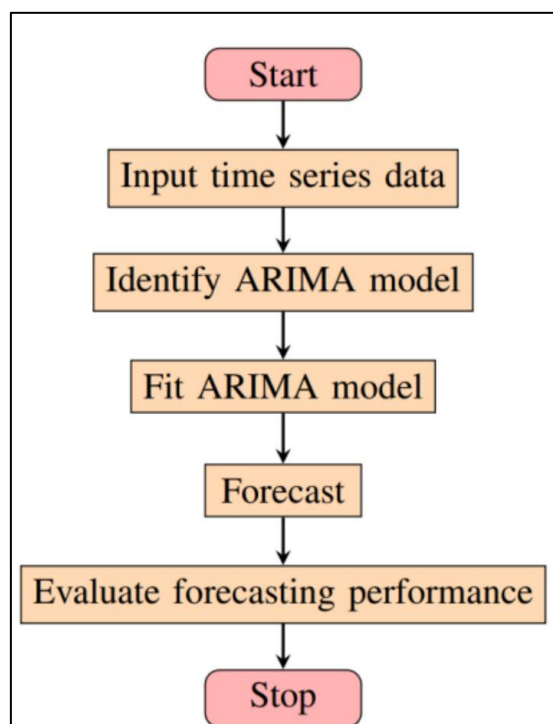 Start
Input time series data
Identify ARIMA model
Fit ARIMA model
Forecast
Evaluate forecasting performance
Stop